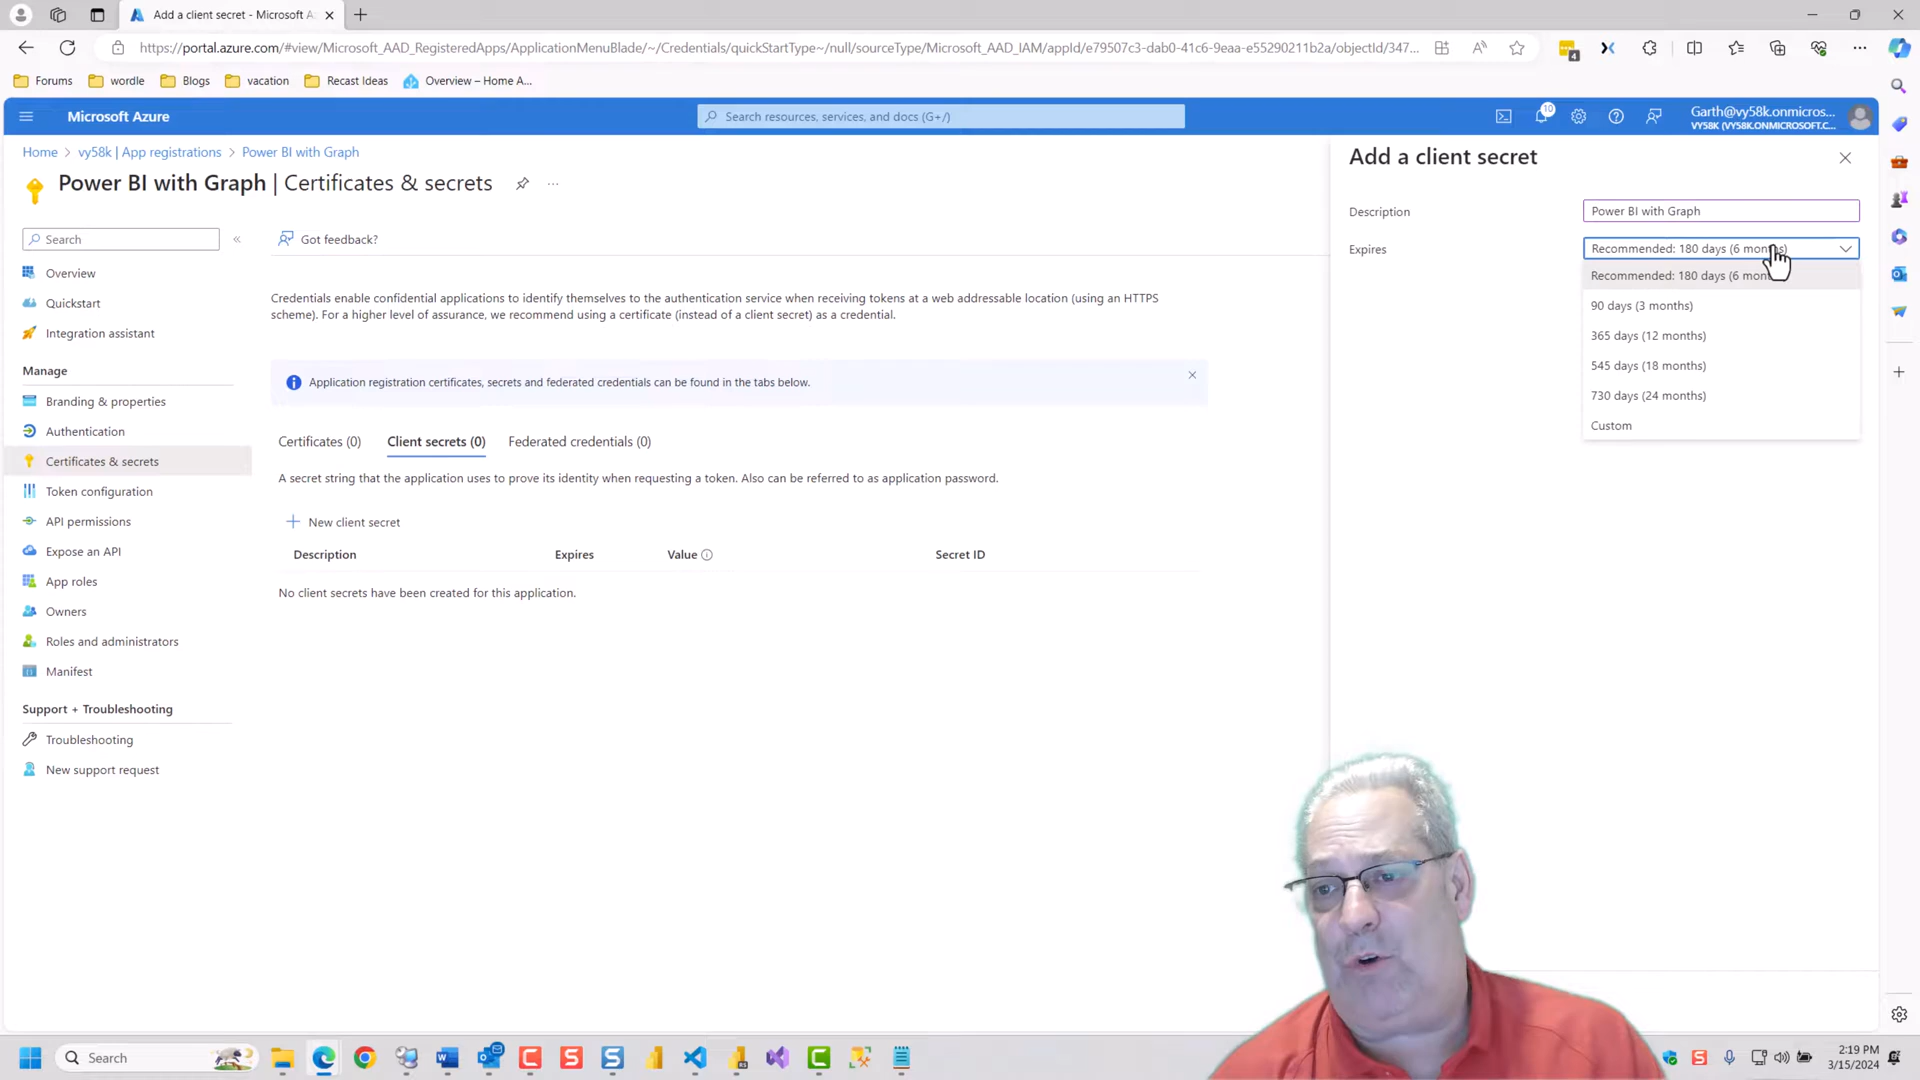 Add a client secret - Microsoft A
https://portal.azure.com/#view/Microsoft_AAD_RegisteredApps/ApplicationMenuBlade/~/Credentials/quickStartType~/null/sourceType/Microsoft_AAD_IAM/appId/e79507c3-dab0-41c6-9eaa-e55290211b2a/objectId/347...
4
Forums
wordle
Blogs
vacation
Recast Ideas
Overview – Home A...
Microsoft Azure
Search resources, services, and docs (G+/)
10
Garth@vy58k.onmicros...
VY58K (VY58K.ONMICROSOFT.C...
Home > vy58k | App registrations > Power BI with Graph
Power BI with Graph | Certificates & secrets
...
Search
«
Overview
Quickstart
Integration assistant
Manage
Branding & properties
Authentication
Certificates & secrets
Token configuration
API permissions
Expose an API
App roles
Owners
Roles and administrators
Manifest
Support + Troubleshooting
Troubleshooting
New support request
Got feedback?
Credentials enable confidential applications to identify themselves to the authentication service when receiving tokens at a web addressable location (using an HTTPS
scheme). For a higher level of assurance, we recommend using a certificate (instead of a client secret) as a credential.
Application registration certificates, secrets and federated credentials can be found in the tabs below.
Certificates (0) Client secrets (0) Federated credentials (0)
A secret string that the application uses to prove its identity when requesting a token. Also can be referred to as application password.
New client secret
Description Expires Value Secret ID
No client secrets have been created for this application.
Add a client secret
Description
Power BI with Graph
Expires
Recommended: 180 days (6 months)
Recommended: 180 days (6
90 days (3 months)
365 days (12 months)
545 days (18 months)
730 days (24 months)
Custom
Search
2:19 PM
3/15/2024